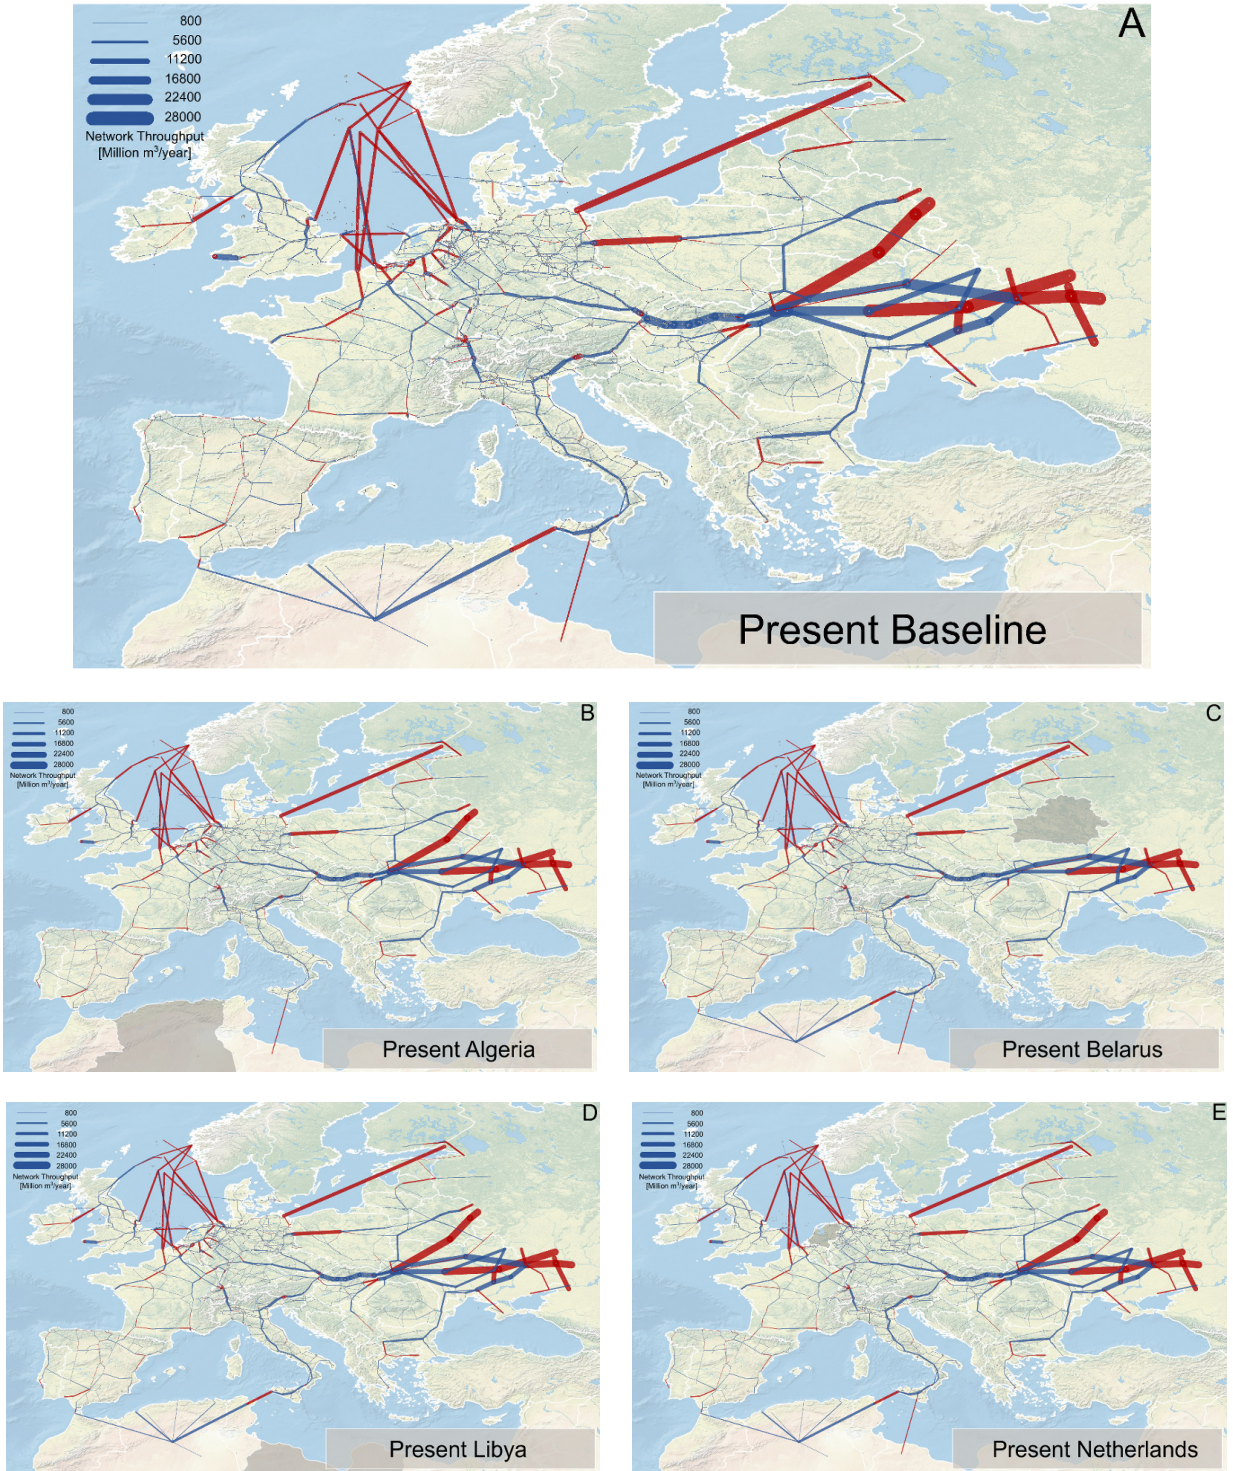 A
800
5600
11200
16800
22400
28000
Network Throughput
[Million m³/year]
Present Baseline
B
800
5600
11200
16800
22400
28000
Network Throughput
[Million m³/year]
Present Algeria
C
800
5600
11200
16800
22400
28000
Network Throughput
[Million m³/year]
Present Belarus
D
800
5600
11200
16800
22400
28000
Network Throughput
[Million m³/year]
Present Libya
E
800
5600
11200
16800
22400
28000
Network Throughput
[Million m³/year]
Present Netherlands